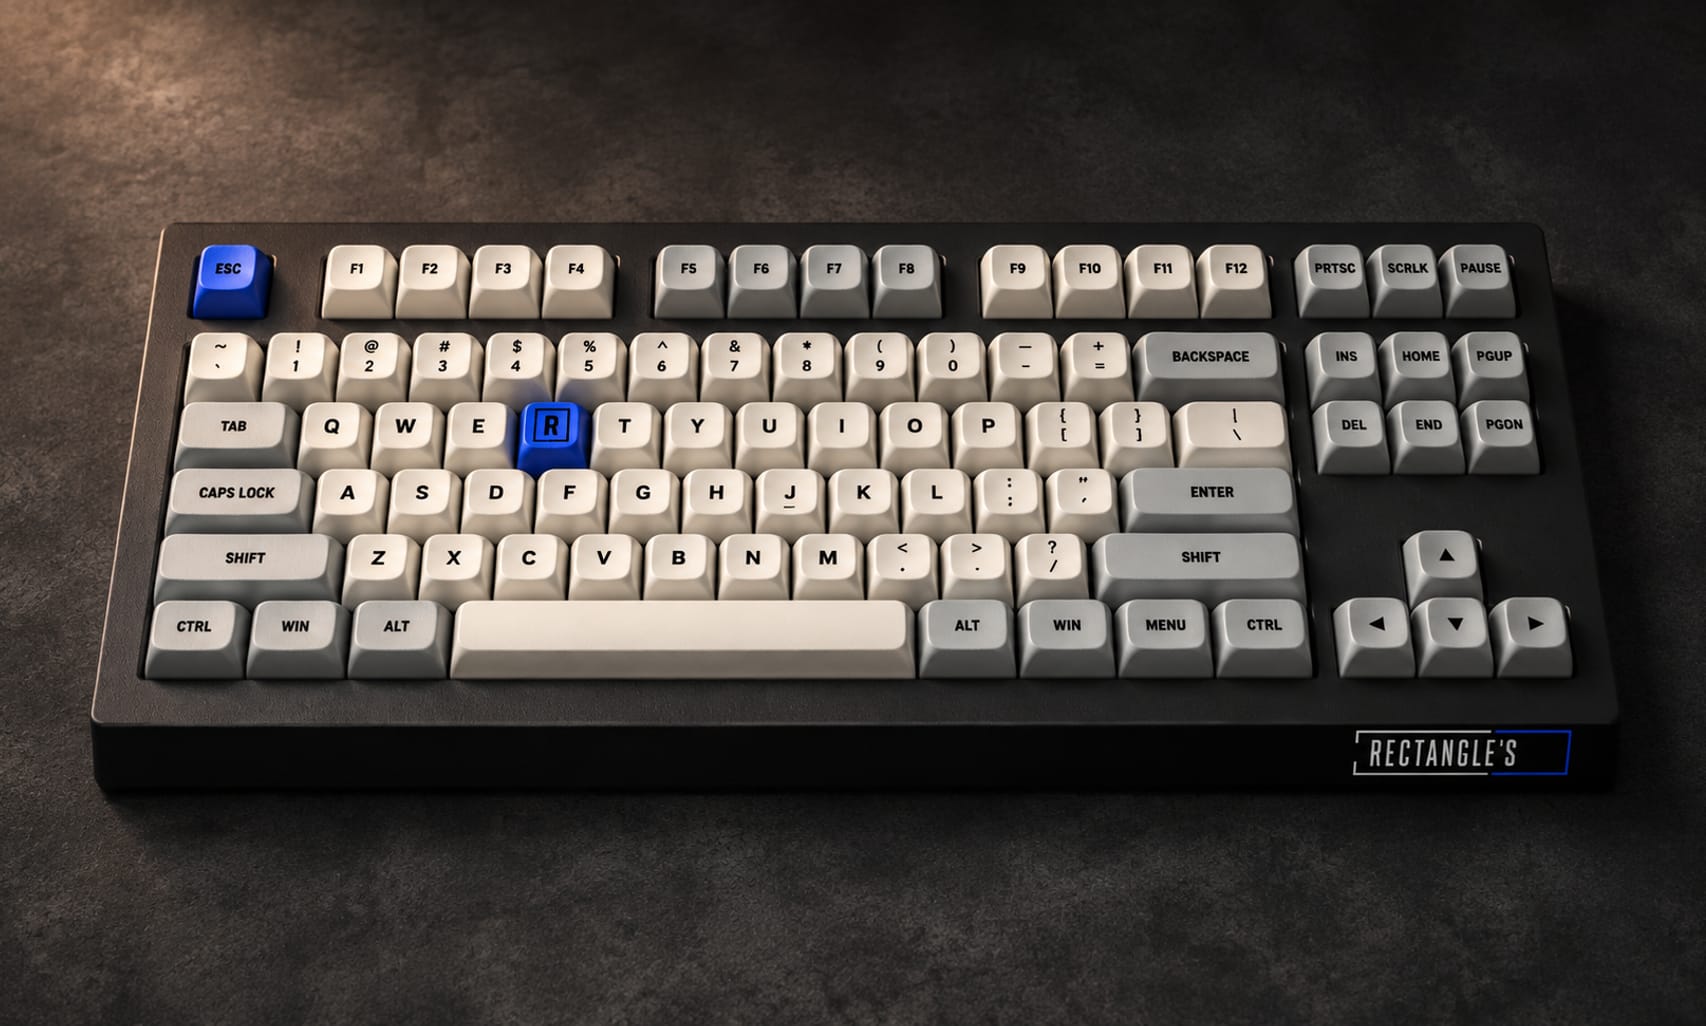 ESC F1 F2 F3 F4 F5 F6 F7 F8 F9 F10 F11 F12 PRTSC SCRLK PAUSE
~ ! @ # $ % ^ & * ( ) — +
` 1 2 3 4 5 6 7 8 9 0 - = BACKSPACE INS HOME PGUP
{ } |
TAB Q W E R T Y U I O P [ ] \ DEL END PGON
: "
CAPS LOCK A S D F G H J K L ; ' ENTER
< > ?
SHIFT Z X C V B N M . . / SHIFT ▲
CTRL WIN ALT ALT WIN MENU CTRL ◀ ▼ ▶
RECTANGLE'S